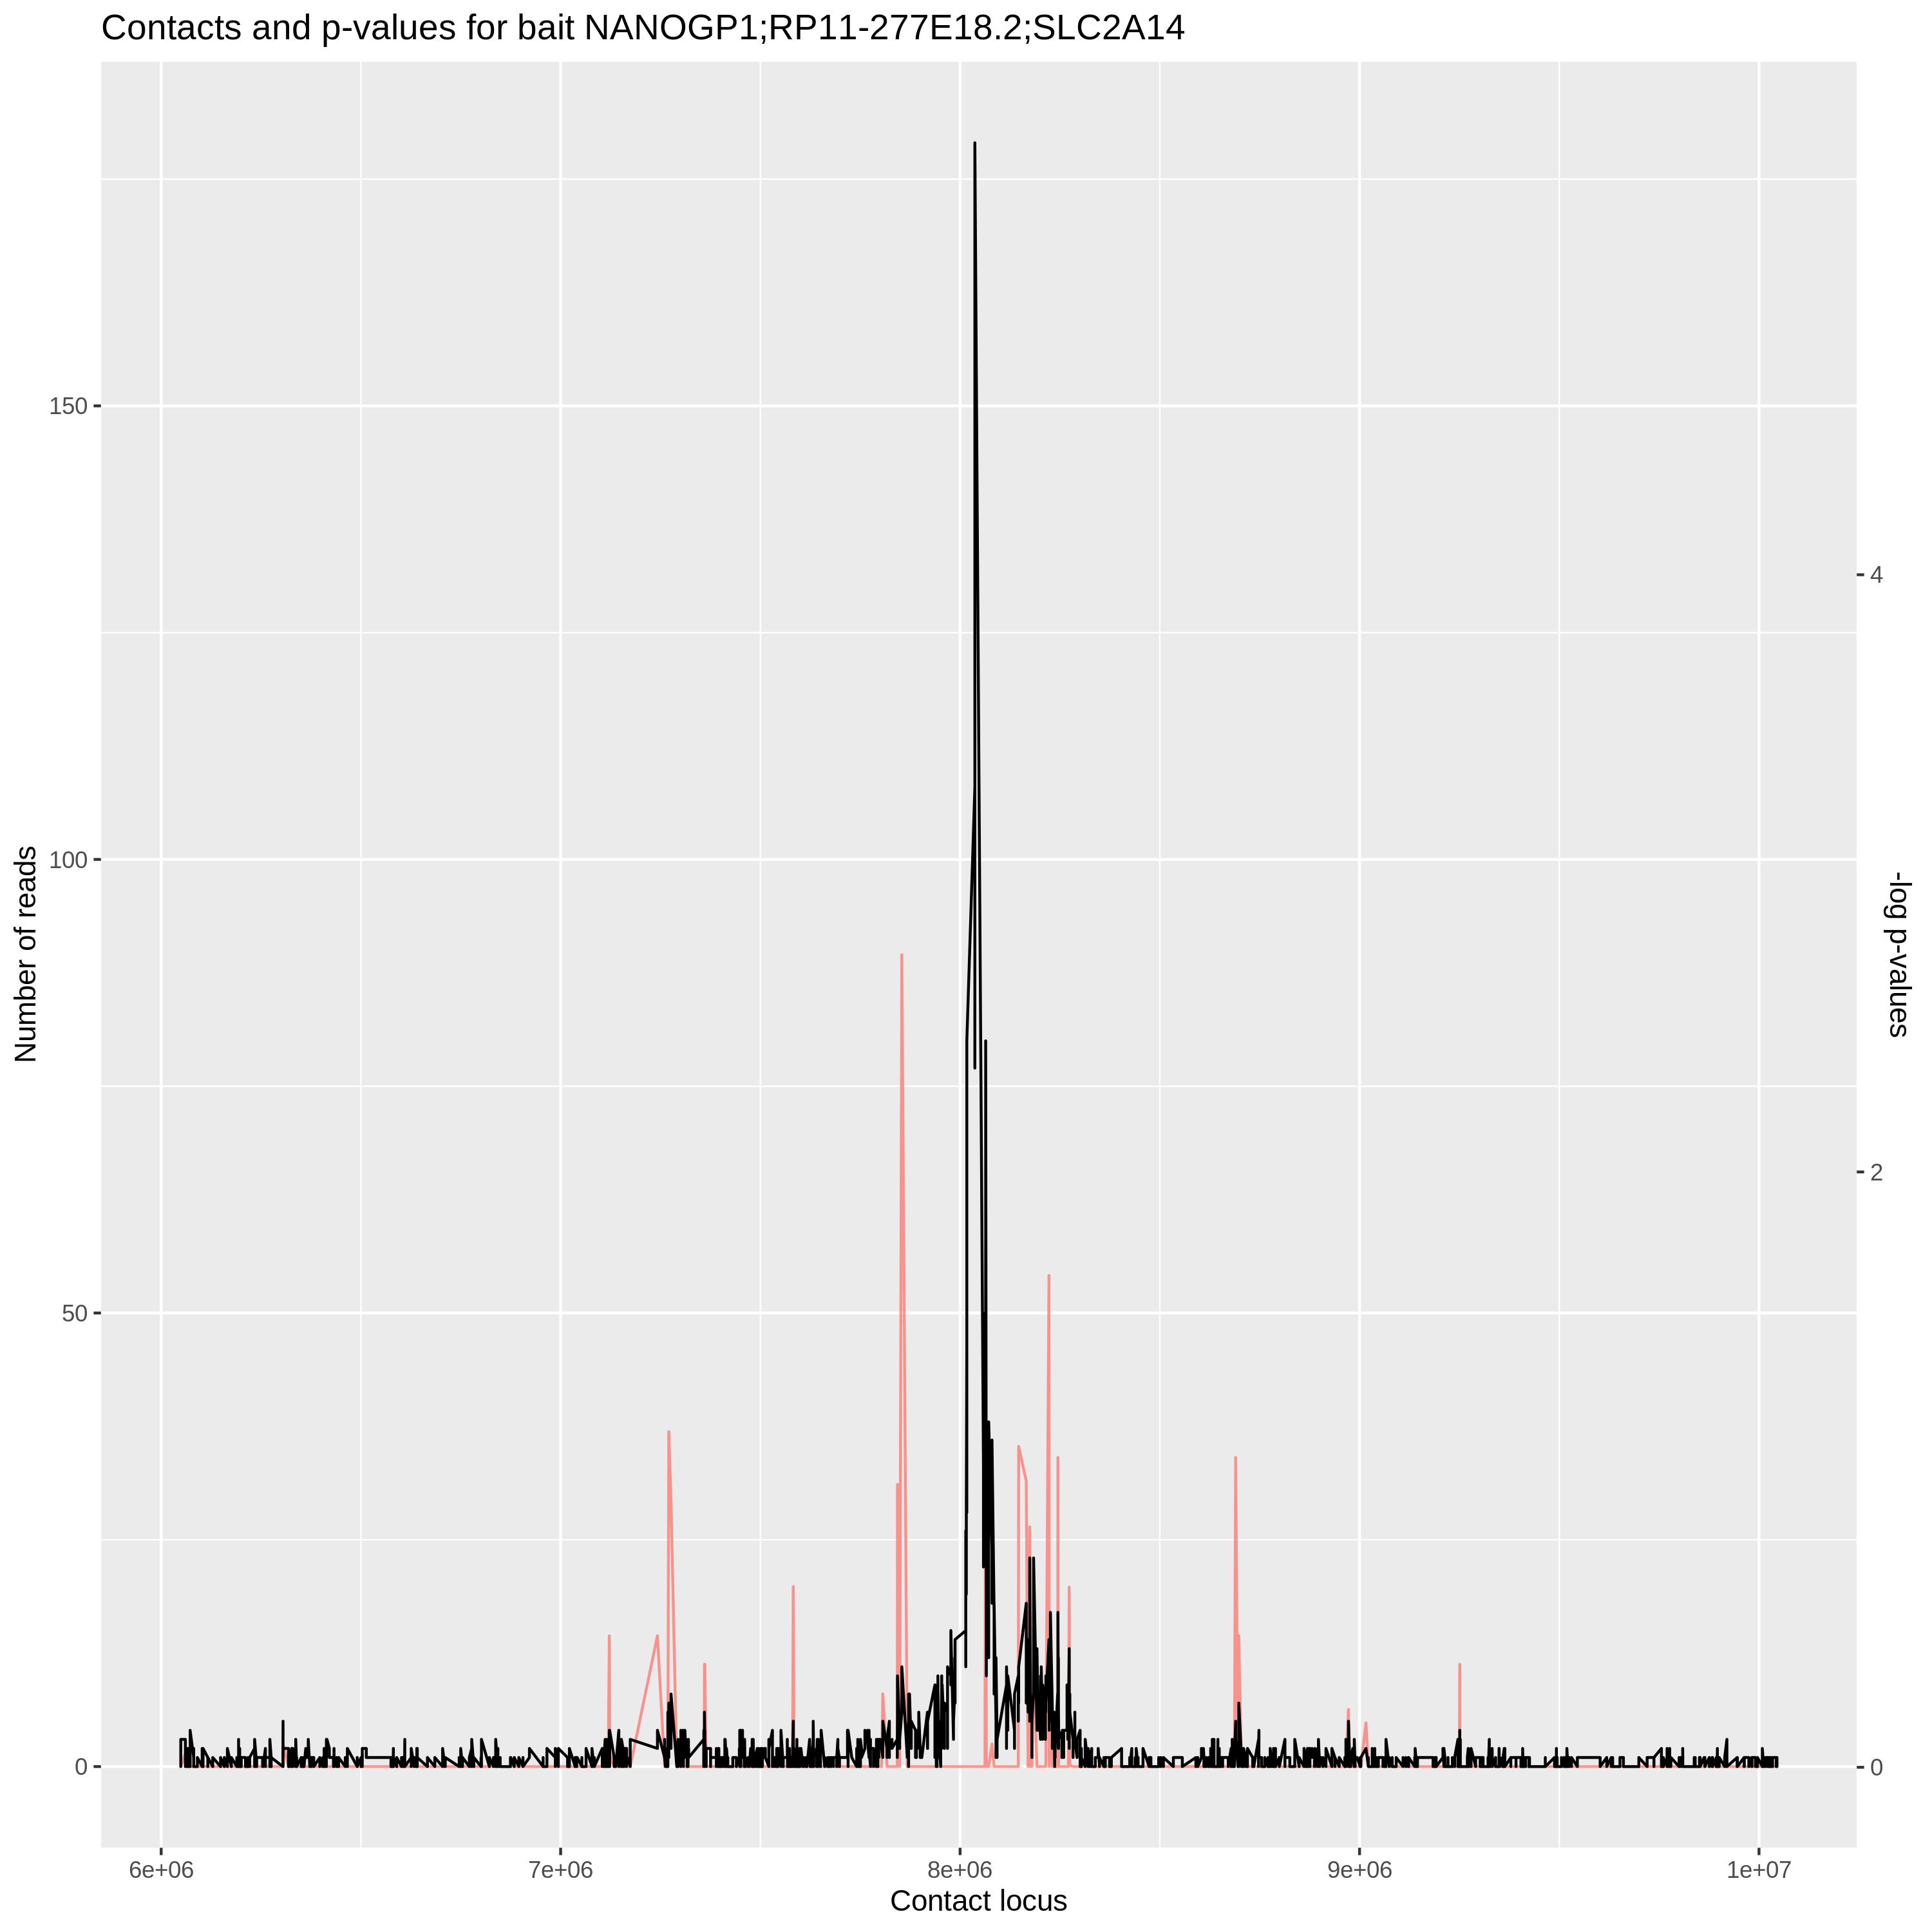 Contacts and p-values for bait NANOGP1;RP11-277E18.2;SLC2A14
Number of reads
150
100
50
0
4
2
0
-log p-values
6e+06 7e+06 8e+06 9e+06 1e+07
Contact locus